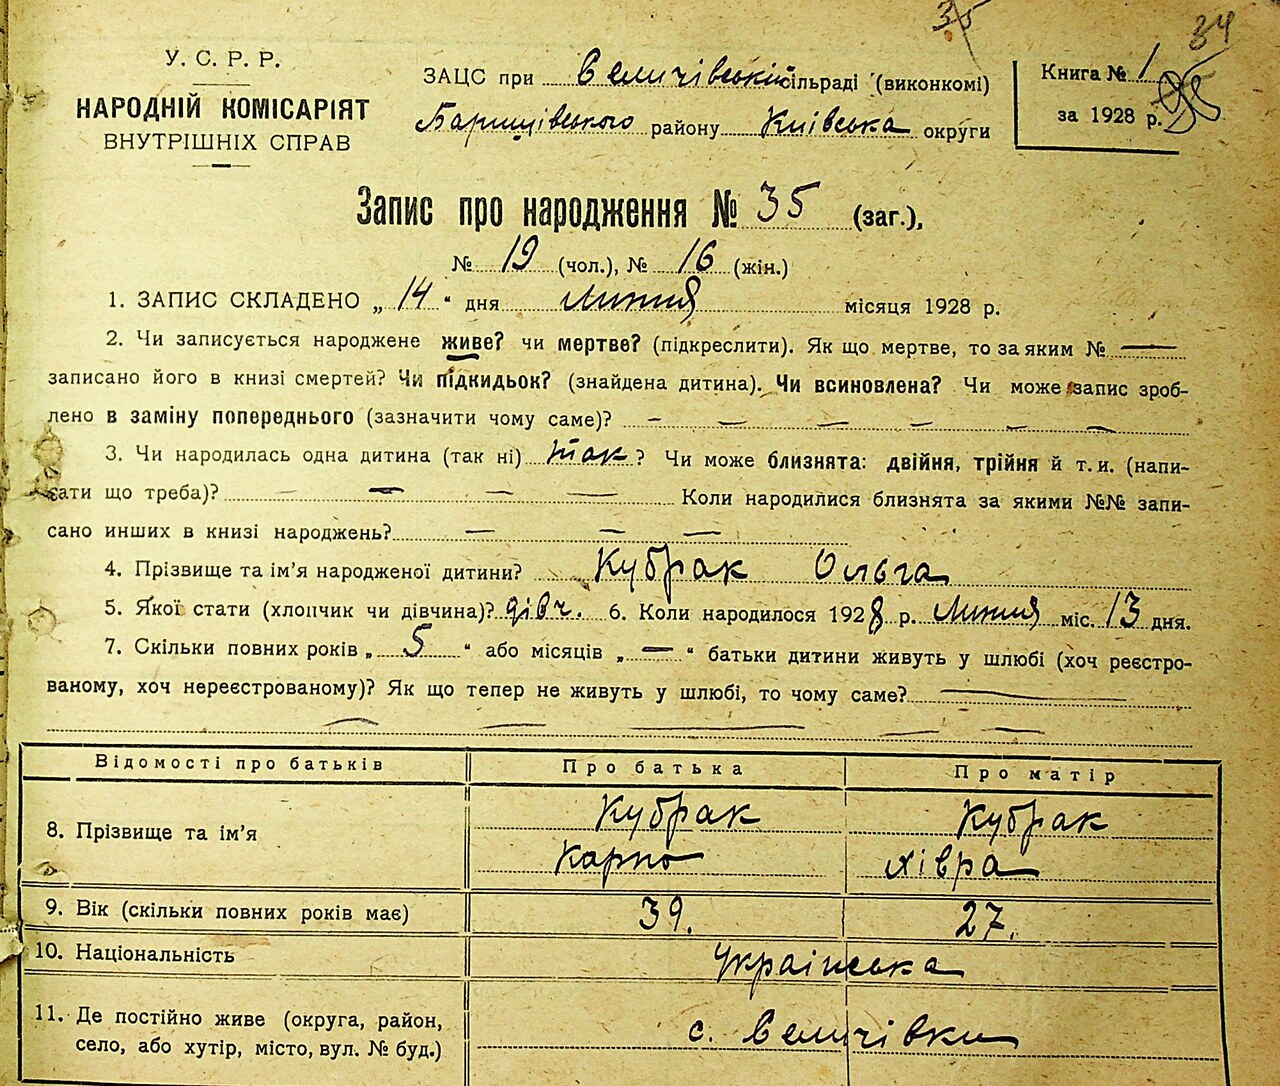 35
34
У. С. Р. Р.
НАРОДНІЙ КОМІСАРІЯТ
ВНУТРІШНІХ СПРАВ
ЗАЦС при Величівській сільраді (виконкомі)
Баришівського району Київська округи
Книга № 1
за 1928 р.
Запис про народження № 35 (заг.),
№ 19 (чол.), № 16 (жін.)
1. ЗАПИС СКЛАДЕНО „ 14 “ дня Липня місяця 1928 р.
2. Чи записується народжене живе? чи мертве? (підкреслити). Як що мертве, то за яким № —
записано його в книзі смертей? Чи підкидьок? (знайдена дитина). Чи всиновлена? Чи може запис зроб-
лено в заміну попереднього (зазначити чому саме)? — — — — — —
3. Чи народилась одна дитина (так ні) так? Чи може близнята: двійня, трійня й т. и. (напи-
сати що треба)? — — — — Коли народилися близнята за якими №№ запи-
сано инших в книзі народжень? — — —
4. Прізвище та ім’я народженої дитини? Кубрак Ольга
5. Якої стати (хлопчик чи дівчина)? дівч. 6. Коли народилося 1928 р. Липня міс. 13 дня.
7. Скільки повних років „ 5 “ або місяців „ — “ батьки дитини живуть у шлюбі (хоч реєстро-
ваному, хоч нереєстрованому)? Як що тепер не живуть у шлюбі, то чому саме? —
— — — — —
Відомості про батьків Про батька Про матір
8. Прізвище та ім’я Кубрак Кубрак
Карпо Хівра
9. Вік (скільки повних років має) 39. 27.
10. Національність Українська
11. Де постійно живе (округа, район,
село, або хутір, місто, вул. № буд.) с. Величівки